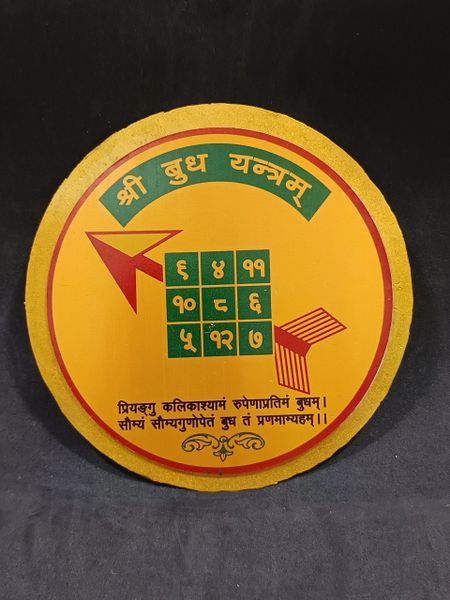 श्री बुध यन्त्रम्
९ ४ ११
१० ८ ६
५ १२ ७
प्रियङ्गु कलिकाश्यामं रुपेणाप्रतिमं बुधम्।
सौम्यं सौम्यगुणोपेतं बुध तं प्रणमाम्यहम्।।